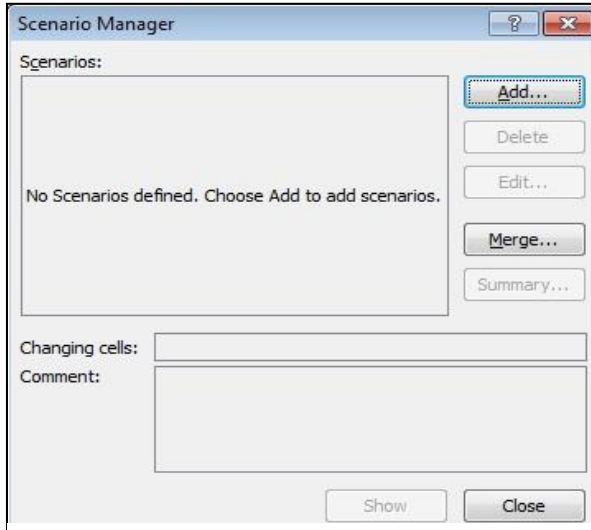 Scenario Manager
?
Scenarios:
Add...
Delete
Edit...
No Scenarios defined. Choose Add to add scenarios.
Merge...
Summary...
Changing cells:
Comment:
Show
Close